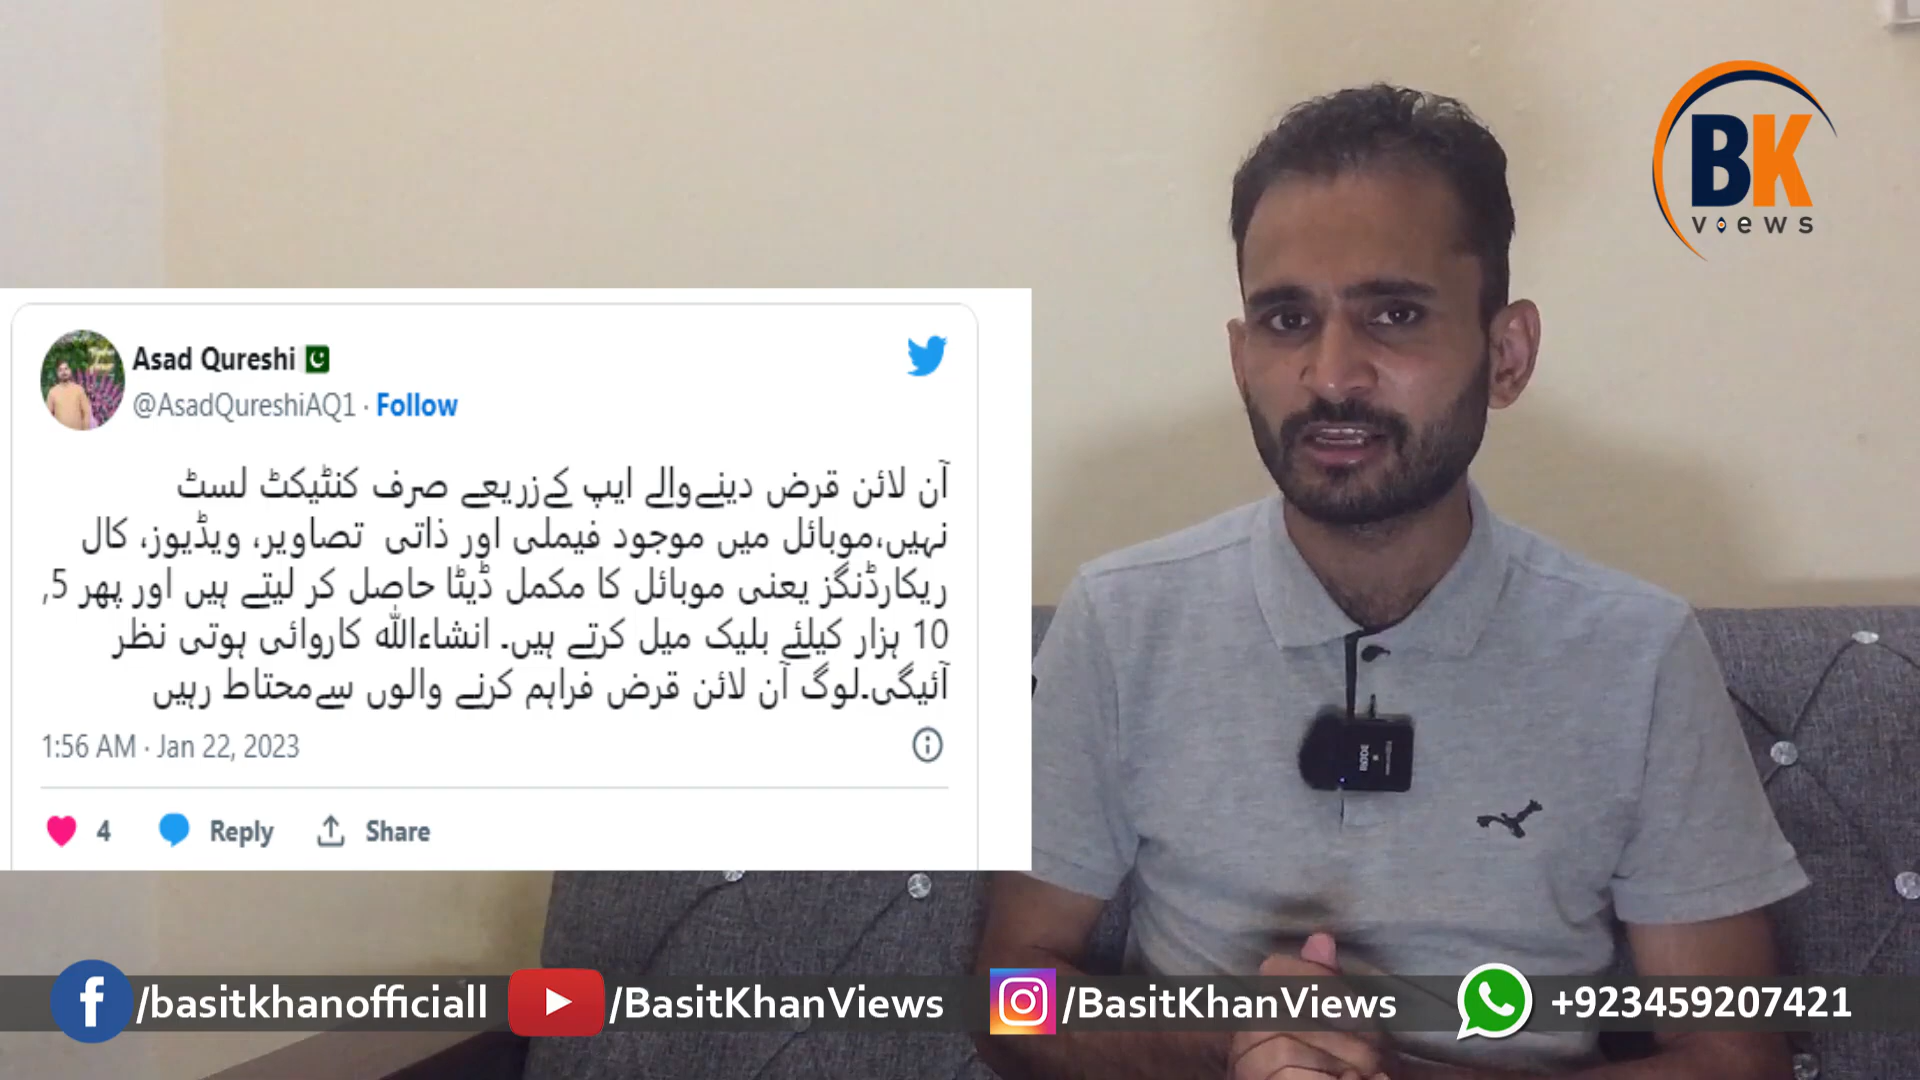 BK
views
Asad Qureshi
@AsadQureshiAQ1 · Follow
آن لائن قرض دینےوالے ایپ کےزریعے صرف کنٹیکٹ لسٹ
نہیں،موبائل میں موجود فیملی اور ذاتی تصاویر، ویڈیوز، کال
ریکارڈنگز یعنی موبائل کا مکمل ڈیٹا حاصل کر لیتے ہیں اور پھر 5,
10 ہزار کیلئے بلیک میل کرتے ہیں۔ انشاءاللہ کاروائی ہوتی نظر
آئیگی۔لوگ آن لائن قرض فراہم کرنے والوں سےمحتاط رہیں
1:56 AM · Jan 22, 2023
4 Reply Share
RODE
/basitkhanofficiall /BasitKhanViews /BasitKhanViews +923459207421